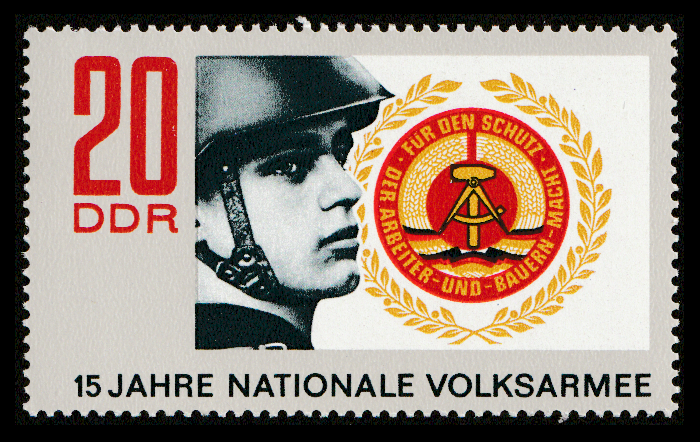 20
DDR
· FÜR DEN SCHUTZ ·
DER ARBEITER-UND-BAUERN-MACHT
15 JAHRE NATIONALE VOLKSARMEE